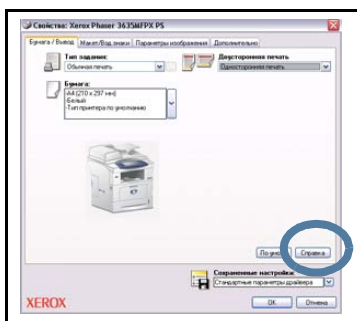 Свойства: Xerox Phaser 3635MFPX PS
Бумага / Вывод Макет/Вод.знаки Параметры изображения Дополнительно
Тип задания:
Обычная печать
Двусторонняя печать
Односторонняя печать
Бумага:
-A4 (210 x 297 мм)
-Белый
-Тип принтера по умолчанию
По умо Справка
Сохраненные настройки
Стандартные параметры драйвера
XEROX
OK Отмена